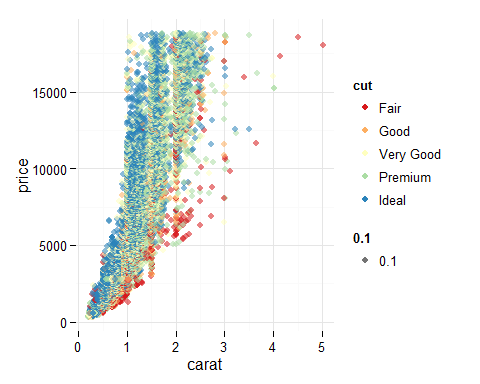 15000
10000
5000
0
price
0 1 2 3 4 5
carat
cut
Fair
Good
Very Good
Premium
Ideal
0.1
0.1